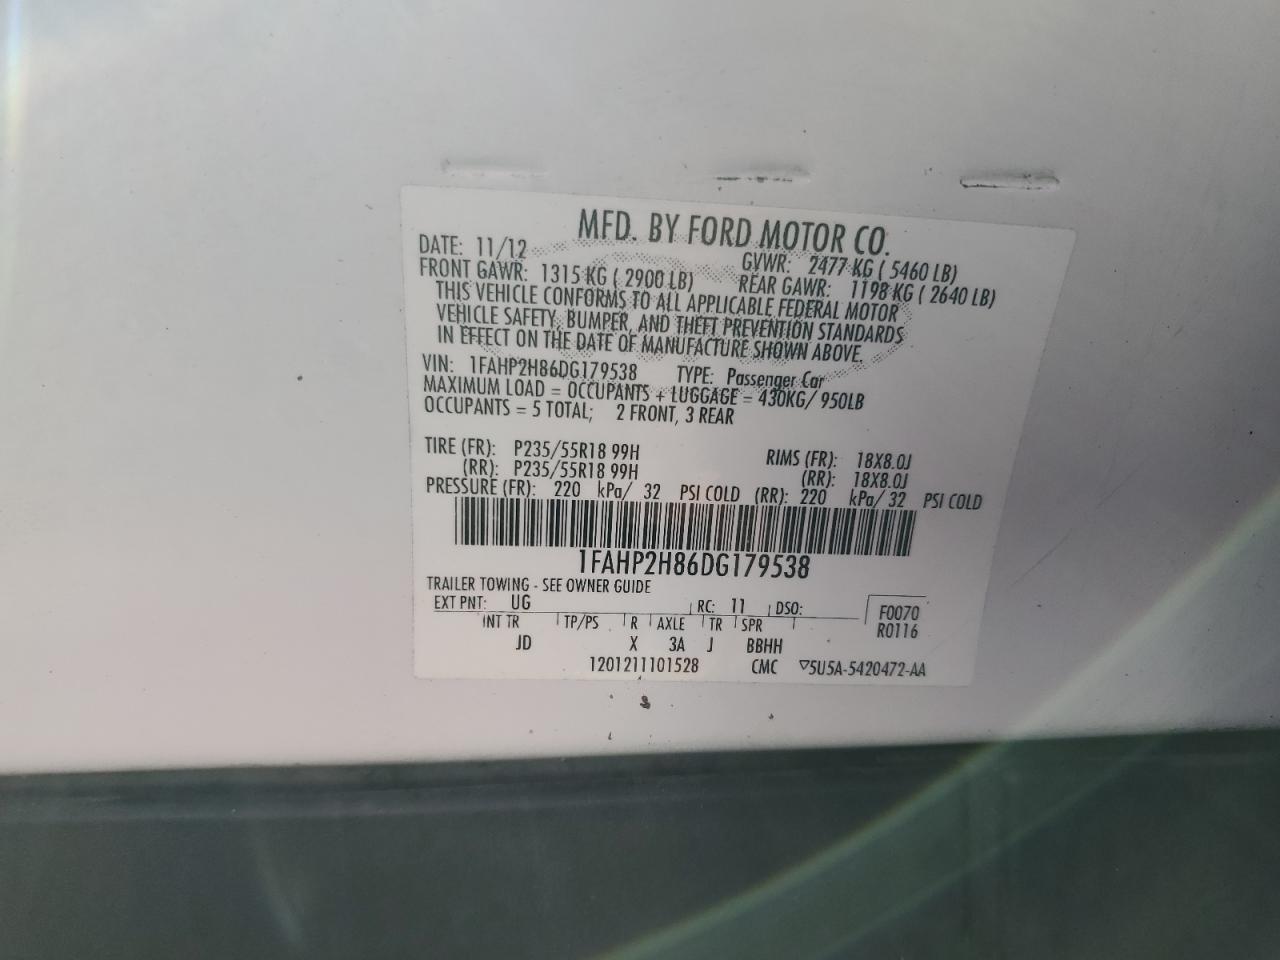 MFD. BY FORD MOTOR CO.
DATE: 11/12 GVWR: 2477 KG ( 5460 LB)
FRONT GAWR: 1315 KG ( 2900 LB) REAR GAWR: 1198 KG ( 2640 LB)
THIS VEHICLE CONFORMS TO ALL APPLICABLE FEDERAL MOTOR
VEHICLE SAFETY, BUMPER, AND THEFT PREVENTION STANDARDS
IN EFFECT ON THE DATE OF MANUFACTURE SHOWN ABOVE.
VIN: 1FAHP2H86DG179538 TYPE: Passenger Car
MAXIMUM LOAD = OCCUPANTS + LUGGAGE = 430KG/ 950LB
OCCUPANTS = 5 TOTAL; 2 FRONT, 3 REAR
TIRE (FR): P235/55R18 99H RIMS (FR): 18X8.0J
(RR): P235/55R18 99H (RR): 18X8.0J
PRESSURE (FR): 220 kPa/ 32 PSI COLD (RR): 220 kPa/ 32 PSI COLD
1FAHP2H86DG179538
TRAILER TOWING - SEE OWNER GUIDE
EXT PNT: UG RC: 11 DSO: F0070
INT TR TP/PS R AXLE TR SPR R0116
JD X 3A J BBHH
1201211101528 CMC ▽5U5A-5420472-AA